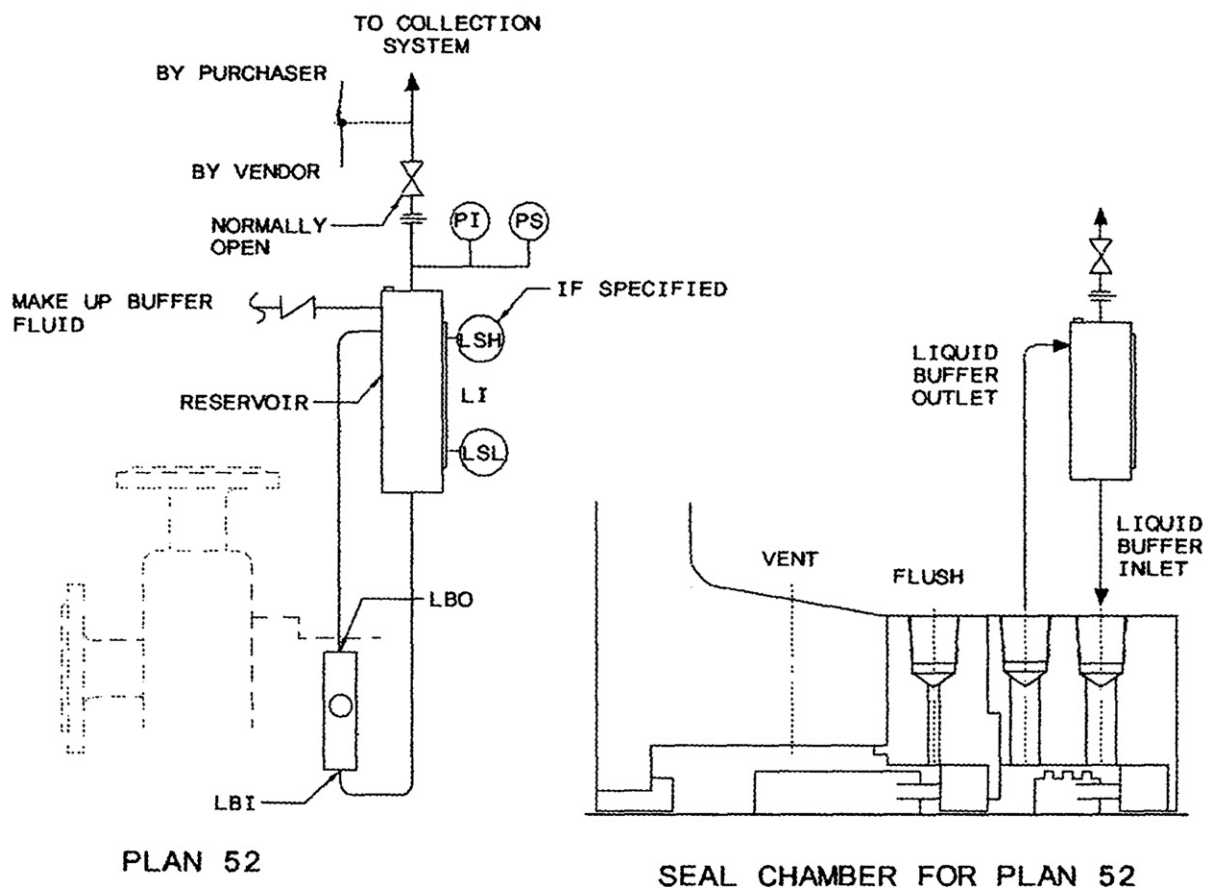 TO COLLECTION
SYSTEM
BY PURCHASER
BY VENDOR
NORMALLY
OPEN
PI
PS
MAKE UP BUFFER
FLUID
IF SPECIFIED
LSH
RESERVOIR
LI
LSL
LBO
LBI
PLAN 52
LIQUID
BUFFER
OUTLET
LIQUID
BUFFER
INLET
VENT
FLUSH
SEAL CHAMBER FOR PLAN 52